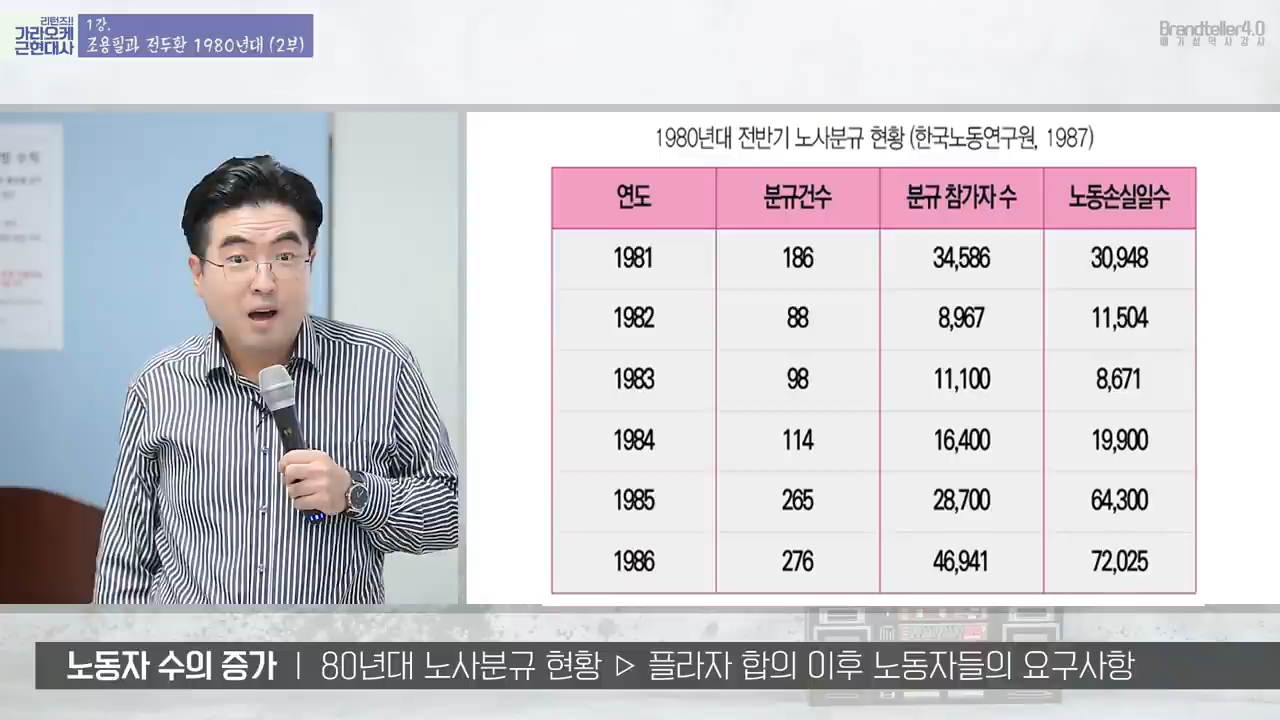 리턴즈!!
가라오케
근현대사
1강.
조용필과 전두환 1980년대 (2부)
Brandteller4.0
배기성역사강사
1980년대 전반기 노사분규 현황 (한국노동연구원, 1987)
연도 분규건수 분규 참가자 수 노동손실일수
1981 186 34,586 30,948
1982 88 8,967 11,504
1983 98 11,100 8,671
1984 114 16,400 19,900
1985 265 28,700 64,300
1986 276 46,941 72,025
노동자 수의 증가 | 80년대 노사분규 현황 ▷ 플라자 합의 이후 노동자들의 요구사항